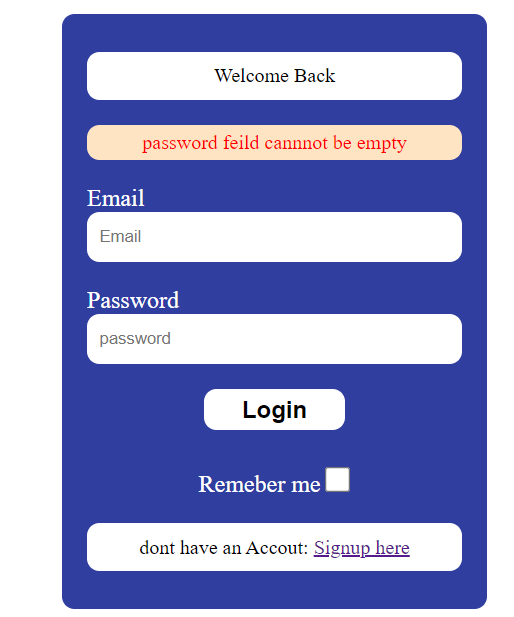 Welcome Back
password feild cannnot be empty
Email
Email
Password
password
Login
Remeber me
dont have an Accout: Signup here